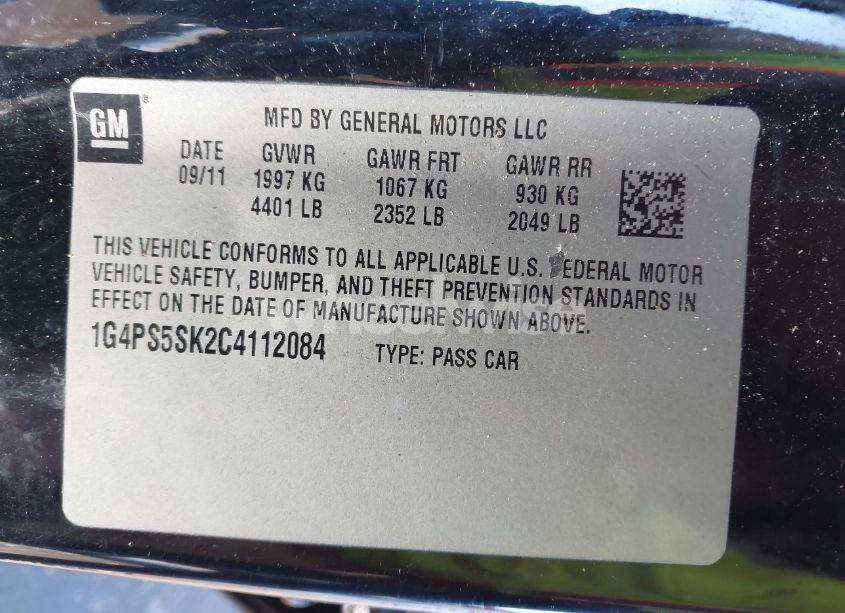 GM
MFD BY GENERAL MOTORS LLC
DATE GVWR GAWR FRT GAWR RR
09/11 1997 KG 1067 KG 930 KG
4401 LB 2352 LB 2049 LB
THIS VEHICLE CONFORMS TO ALL APPLICABLE U.S. FEDERAL MOTOR
VEHICLE SAFETY, BUMPER, AND THEFT PREVENTION STANDARDS IN
EFFECT ON THE DATE OF MANUFACTURE SHOWN ABOVE.
1G4PS5SK2C4112084 TYPE: PASS CAR